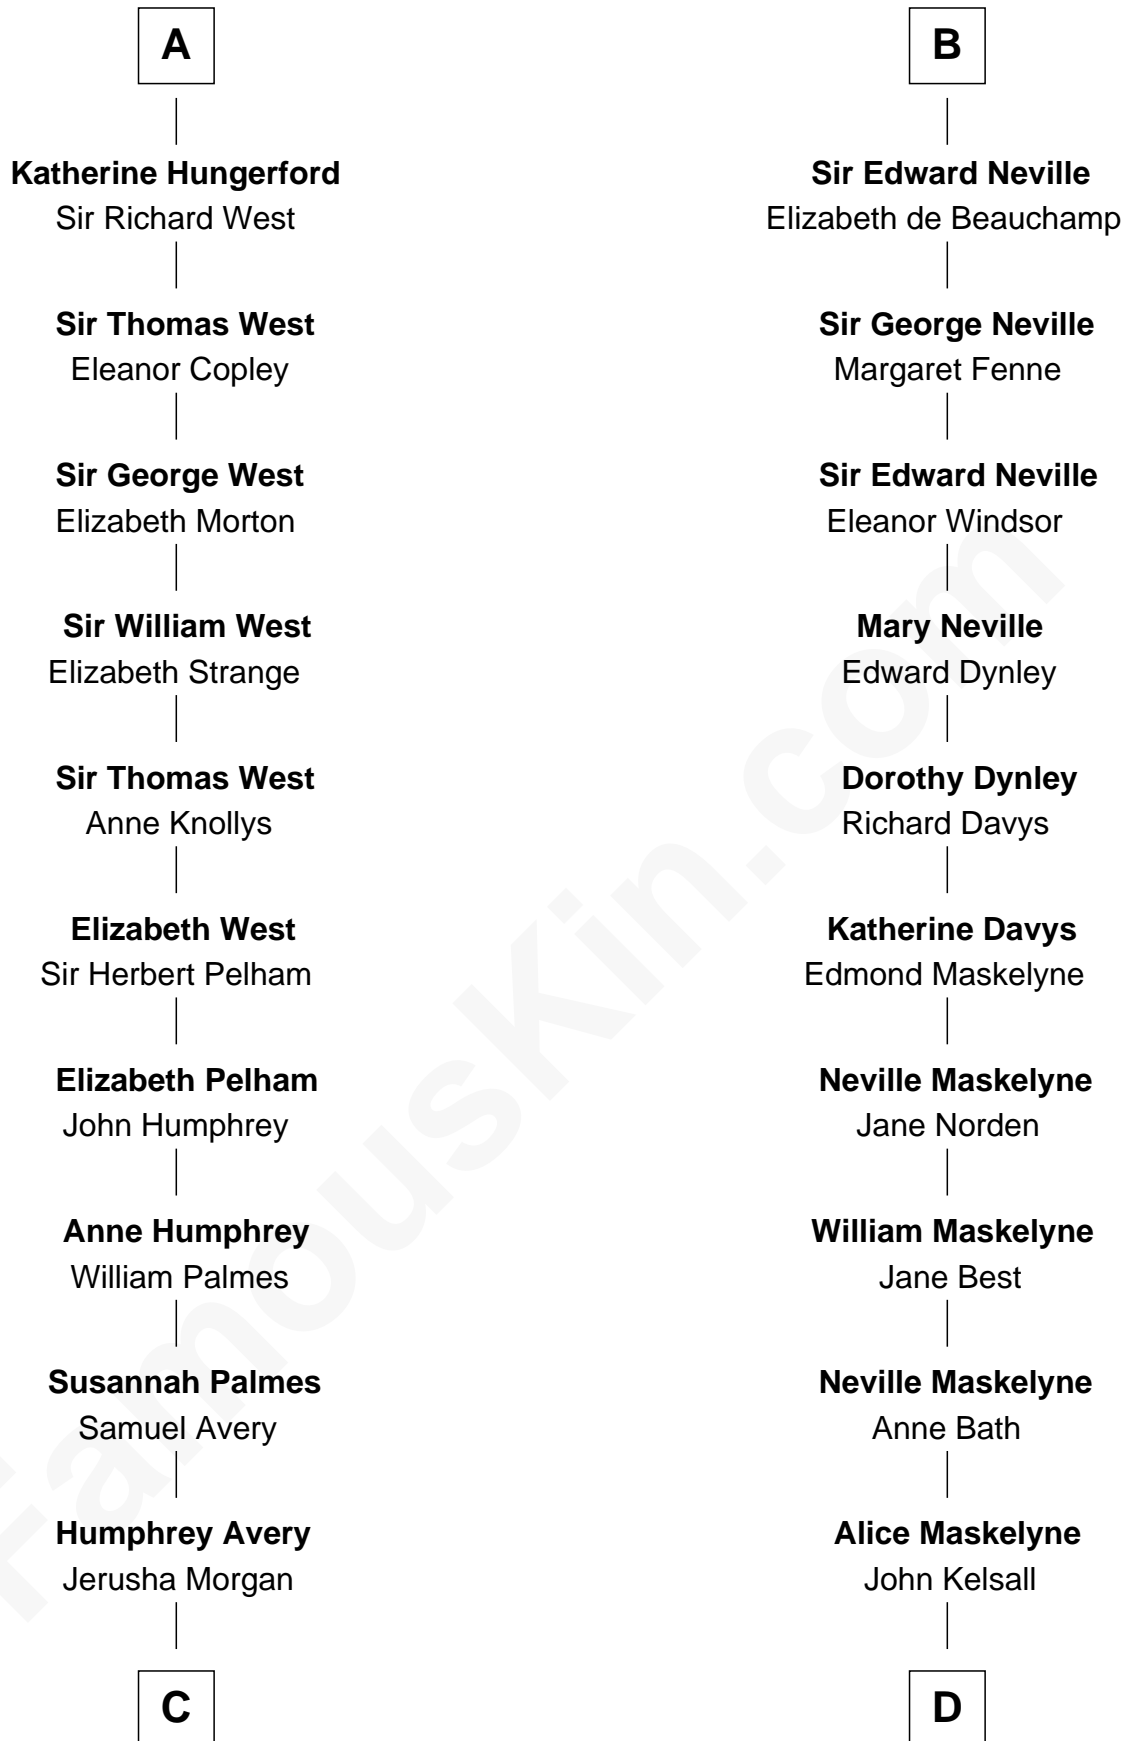 A
Katherine Hungerford
Sir Richard West
Sir Thomas West
Eleanor Copley
Sir George West
Elizabeth Morton
Sir William West
Elizabeth Strange
Sir Thomas West
Anne Knollys
Elizabeth West
Sir Herbert Pelham
Elizabeth Pelham
John Humphrey
Anne Humphrey
William Palmes
Susannah Palmes
Samuel Avery
Humphrey Avery
Jerusha Morgan
C
B
Sir Edward Neville
Elizabeth de Beauchamp
Sir George Neville
Margaret Fenne
Sir Edward Neville
Eleanor Windsor
Mary Neville
Edward Dynley
Dorothy Dynley
Richard Davys
Katherine Davys
Edmond Maskelyne
Neville Maskelyne
Jane Norden
William Maskelyne
Jane Best
Neville Maskelyne
Anne Bath
Alice Maskelyne
John Kelsall
D
FamousKin.com